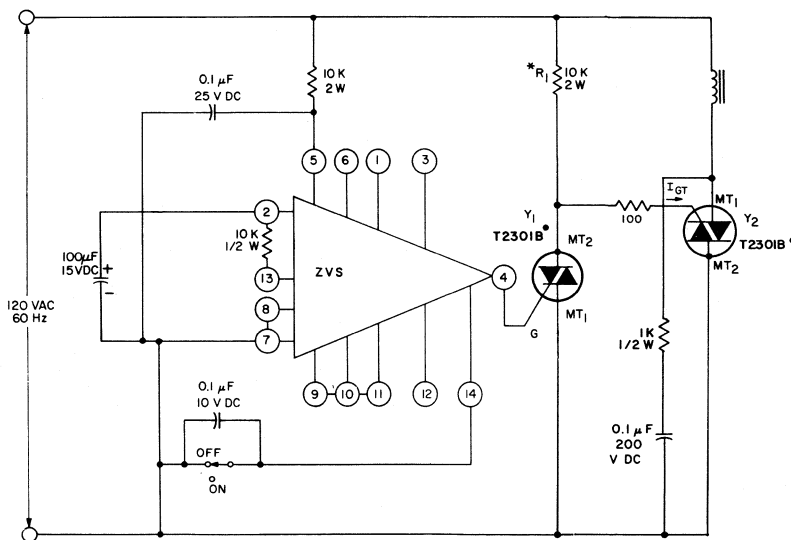 120 VAC
60 Hz
0.1 μF
25 V DC
10 K
2 W
*R1
10 K
2 W
5
6
1
3
2
10 K
1/2 W
13
8
7
ZVS
4
100μF
15VDC
+
-
9
10
11
12
14
0.1 μF
10 V DC
OFF
ON
G
Y1
T2301B
MT2
MT1
100
IGT
MT1
Y2
T2301B
MT2
1K
1/2 W
0.1 μF
200
V DC